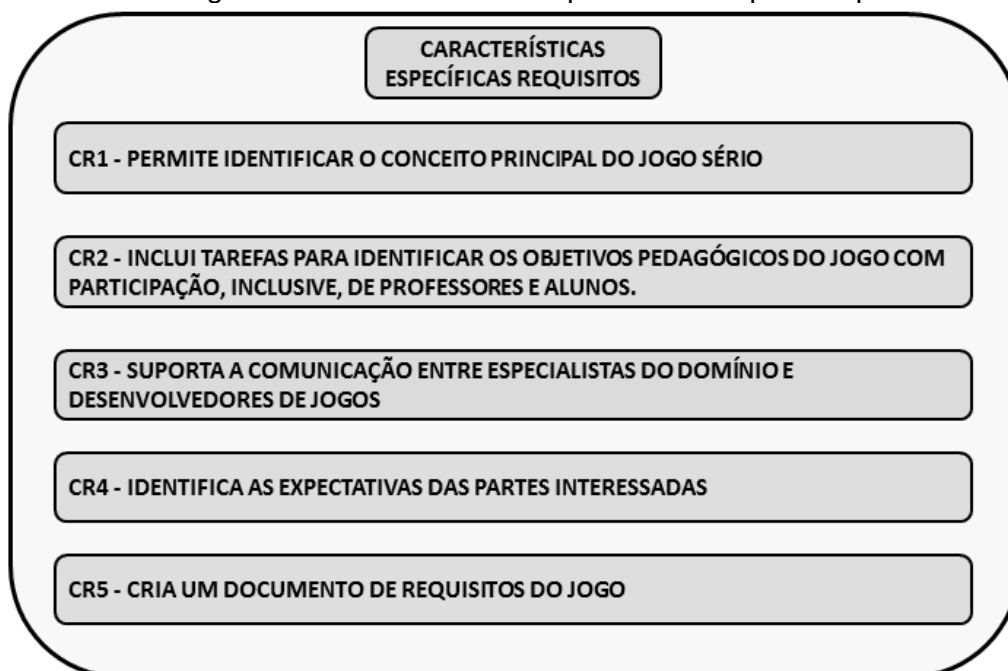 CARACTERÍSTICAS
ESPECÍFICAS REQUISITOS
CR1 - PERMITE IDENTIFICAR O CONCEITO PRINCIPAL DO JOGO SÉRIO
CR2 - INCLUI TAREFAS PARA IDENTIFICAR OS OBJETIVOS PEDAGÓGICOS DO JOGO COM
PARTICIPAÇÃO, INCLUSIVE, DE PROFESSORES E ALUNOS.
CR3 - SUPORTA A COMUNICAÇÃO ENTRE ESPECIALISTAS DO DOMÍNIO E
DESENVOLVEDORES DE JOGOS
CR4 - IDENTIFICA AS EXPECTATIVAS DAS PARTES INTERESSADAS
CR5 - CRIA UM DOCUMENTO DE REQUISITOS DO JOGO